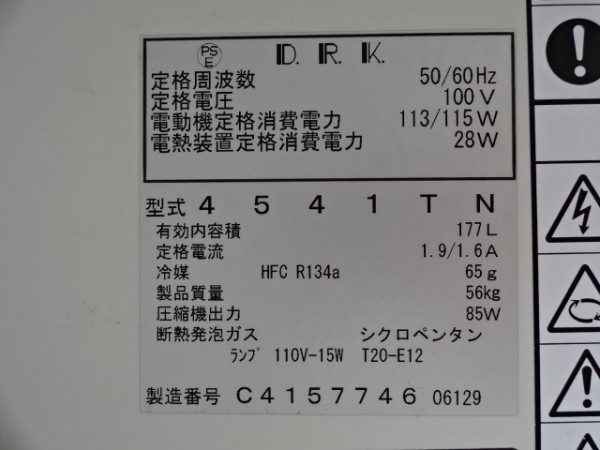 PS
E
D.R.K.
定格周波数 50/60Hz
定格電圧 100V
電動機定格消費電力 113/115W
電熱装置定格消費電力 28W
型式 4541TN
有効内容積 177L
定格電流 1.9/1.6A
冷媒 HFC R134a 65g
製品質量 56kg
圧縮機出力 85W
断熱発泡ガス シクロペンタン
ﾗﾝﾌﾟ 110V-15W T20-E12
製造番号 C4157746 06129